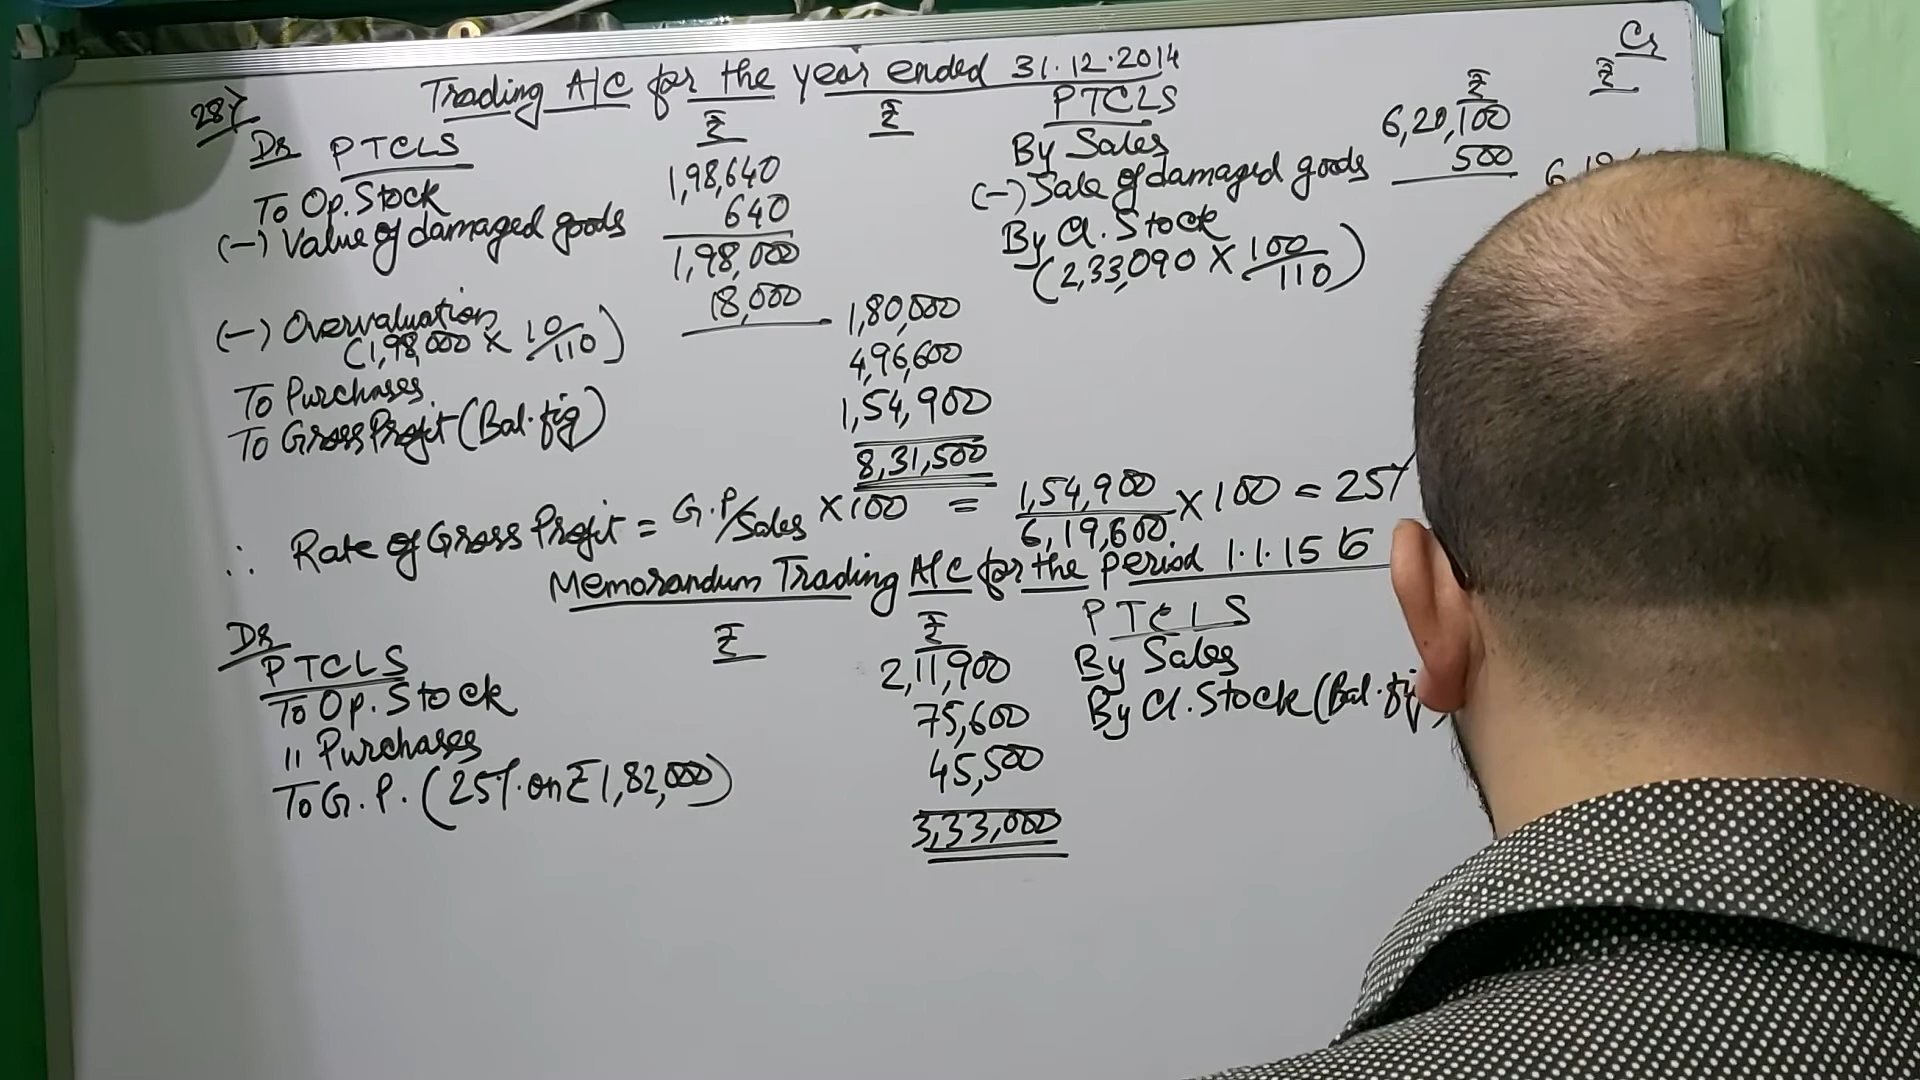 28>
Trading A/C for the year ended 31.12.2014
Cr
Dr PTCLS ₹ ₹ PTCLS ₹ ₹
To Op. Stock 1,98,640
(-) Value of damaged goods 640
1,98,000
(-) Overvaluation 18,000 1,80,000
(1,98,000 × 10/110)
To Purchases 4,96,600
To Gross Profit (Bal. fig) 1,54,900
8,31,500
By Sales 6,20,100
(-) Sale of damaged goods 500
By Cl. Stock
(2,33,090 × 100/110)
∴ Rate of Gross Profit = G.P/Sales ×100 = 1,54,900/6,19,600 × 100 = 25%
Memorandum Trading A/C for the period 1.1.15 to
Dr
PTCLS ₹ ₹ PTCLS
To Op. Stock 2,11,900 By Sales
" Purchases 75,600 By Cl. Stock (Bal. fig
To G. P. (25% on ₹1,82,000) 45,500
3,33,000